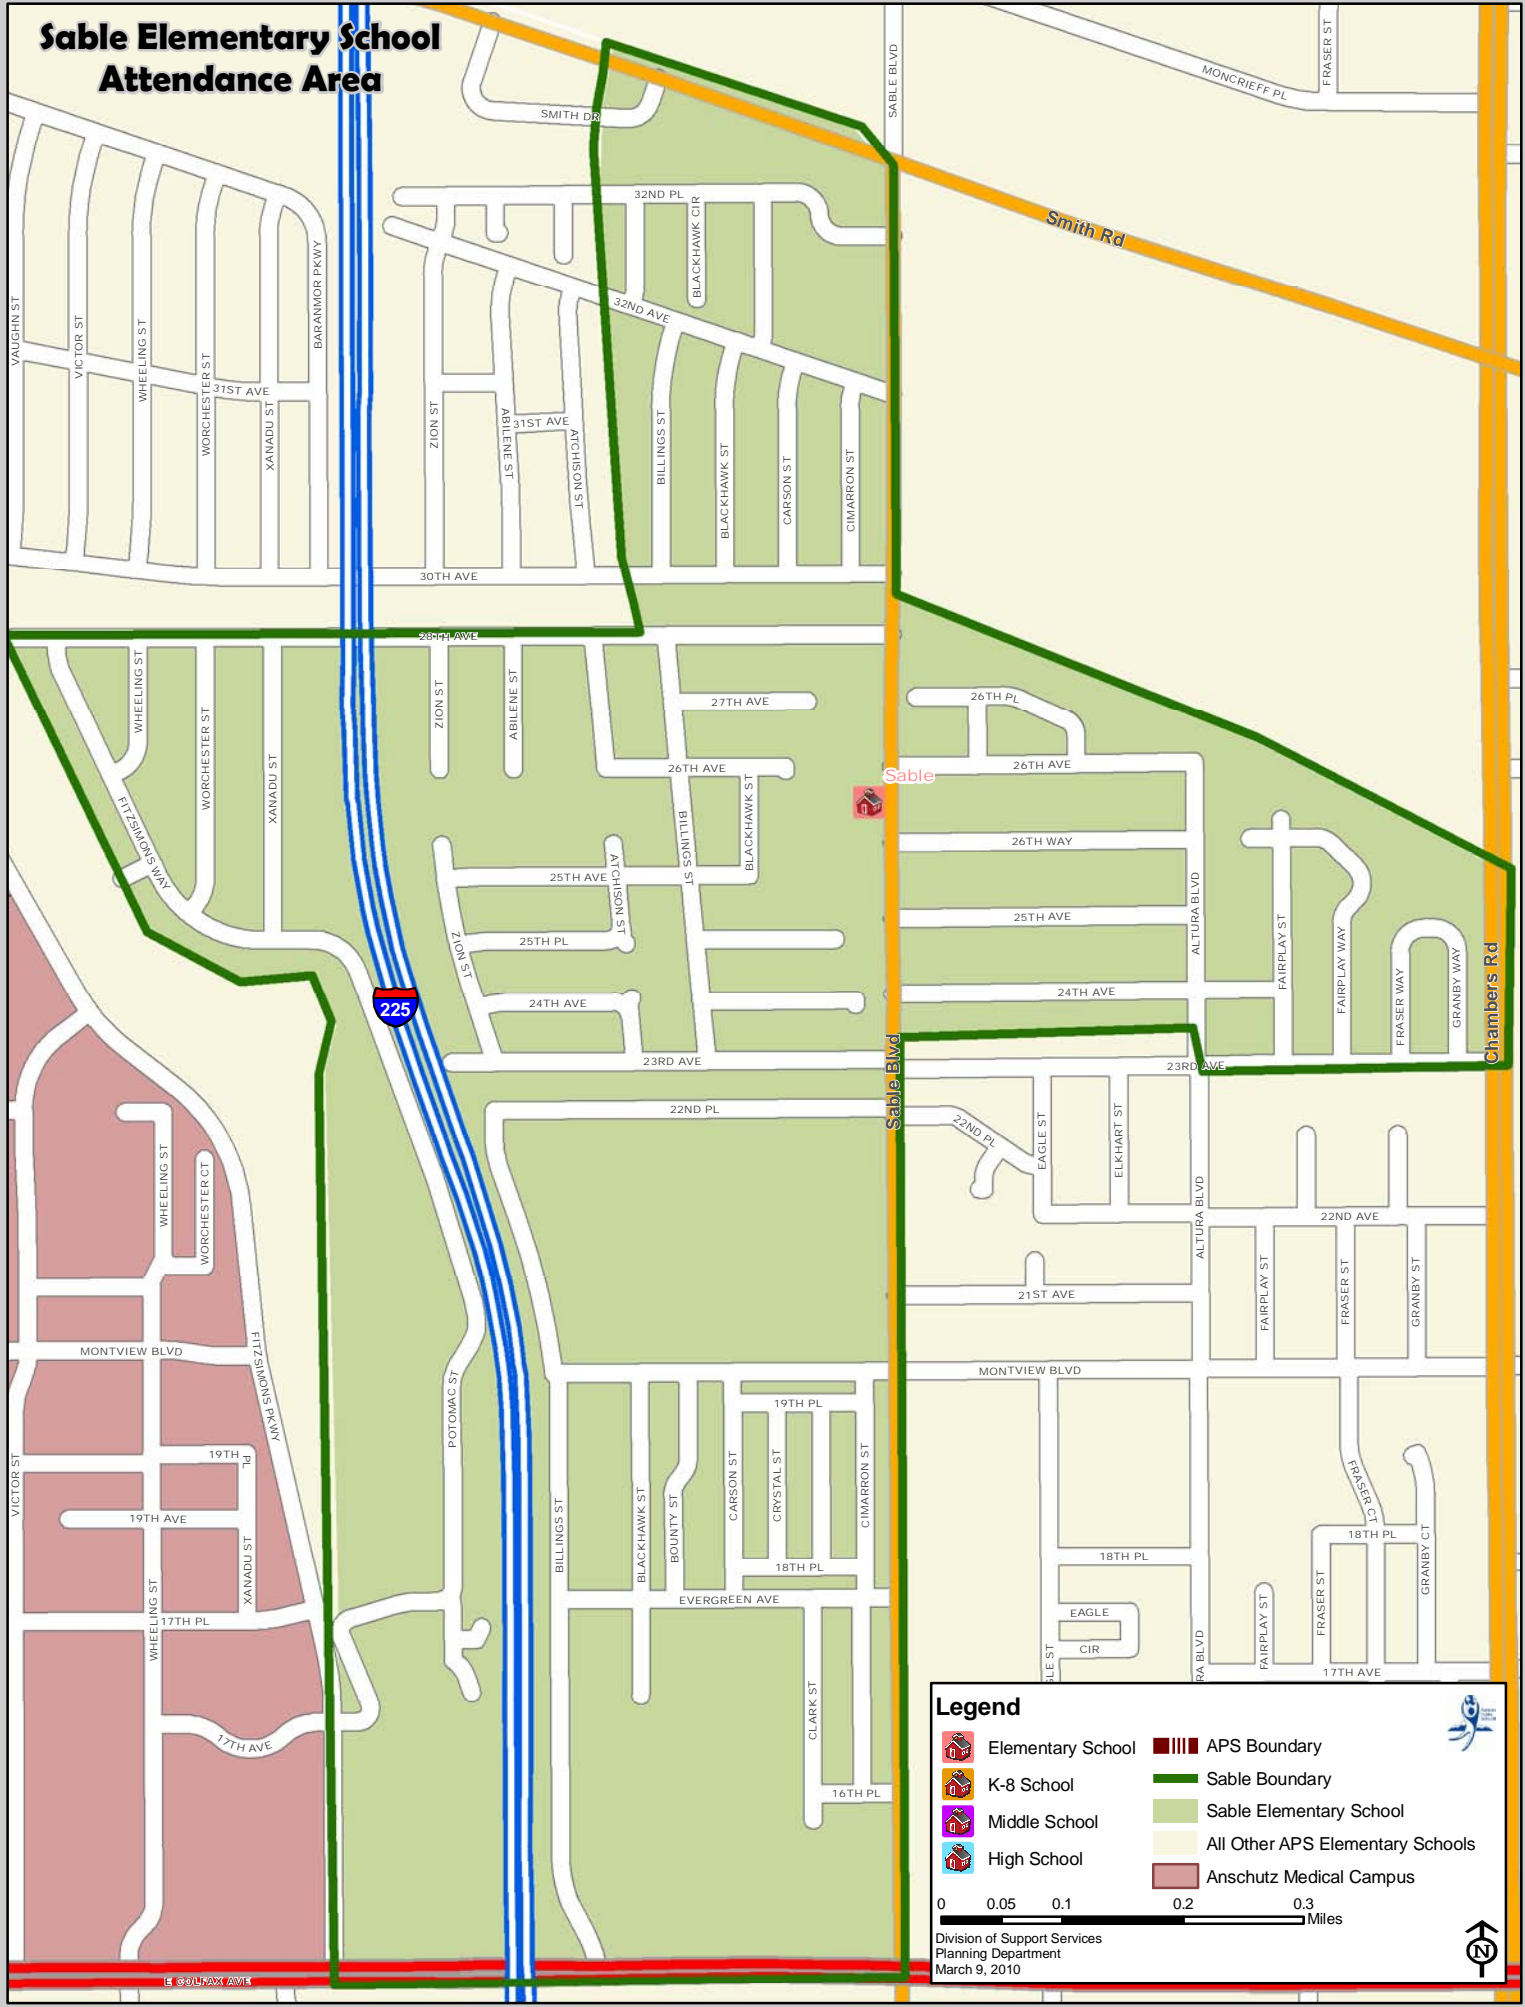 Sable Elementary School
Attendance Area
SMITH DR
SABLE BLVD
MONCRIEFF PL
FRASER ST
32ND PL
BLACKHAWK CIR
Smith Rd
BARANMOR PKWY
VAUGHN ST
VICTOR ST
WHEELING ST
WORCHESTER ST
31ST AVE
XANADU ST
32ND AVE
ZION ST
ABILENE ST
31ST AVE
ATCHISON ST
BILLINGS ST
BLACKHAWK ST
CARSON ST
CIMARRON ST
30TH AVE
28TH AVE
WHEELING ST
WORCHESTER ST
XANADU ST
ZION ST
ABILENE ST
27TH AVE
26TH PL
26TH AVE
26TH AVE
Sable
FITZSIMONS WAY
BLACKHAWK ST
BILLINGS ST
26TH WAY
25TH AVE
ATCHISON ST
25TH AVE
ALTURA BLVD
FAIRPLAY ST
FAIRPLAY WAY
FRASER WAY
GRANBY WAY
Chambers Rd
25TH PL
ZION ST
24TH AVE
24TH AVE
225
23RD AVE
23RD AVE
Sable Blvd
22ND PL
22ND PL
EAGLE ST
ELKHART ST
WHEELING ST
WORCHESTER CT
ALTURA BLVD
22ND AVE
FAIRPLAY ST
FRASER ST
GRANBY ST
21ST AVE
MONTVIEW BLVD
FITZSIMONS PKWY
MONTVIEW BLVD
POTOMAC ST
19TH PL
VICTOR ST
19TH
PL
19TH AVE
XANADU ST
WHEELING ST
17TH PL
17TH AVE
BILLINGS ST
BLACKHAWK ST
BOUNTY ST
CARSON ST
CRYSTAL ST
CIMARRON ST
18TH PL
EVERGREEN AVE
CLARK ST
16TH PL
FRASER CT
18TH PL
GRANBY CT
18TH PL
EAGLE
CIR
LE ST
RA BLVD
FAIRPLAY ST
FRASER ST
17TH AVE
E COLFAX AVE
Legend
Elementary School
K-8 School
Middle School
High School
APS Boundary
Sable Boundary
Sable Elementary School
All Other APS Elementary Schools
Anschutz Medical Campus
0 0.05 0.1 0.2 0.3
Miles
Division of Support Services
Planning Department
March 9, 2010
N